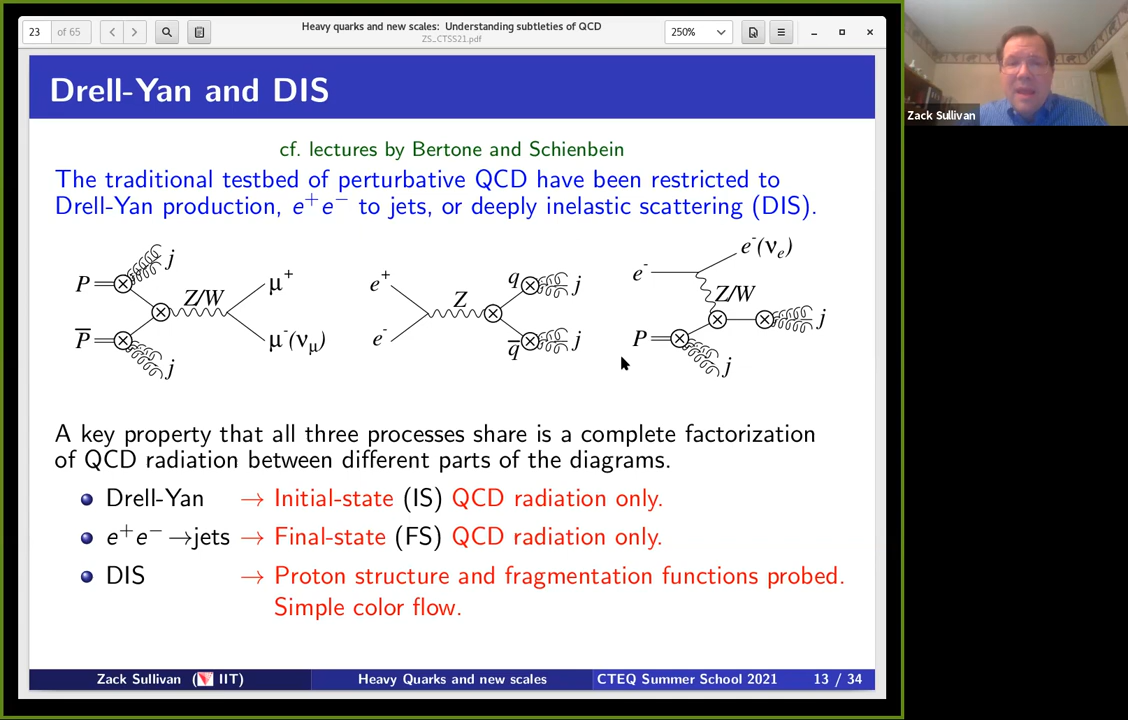 23 of 65
Heavy quarks and new scales: Understanding subtleties of QCD
ZS_CTSS21.pdf
250%
Zack Sullivan
Drell-Yan and DIS
cf. lectures by Bertone and Schienbein
The traditional testbed of perturbative QCD have been restricted to
Drell-Yan production, e⁺e⁻ to jets, or deeply inelastic scattering (DIS).
P j Z/W μ⁺
P̅ j μ⁻(ν_μ)
e⁺ Z q j
e⁻ q̅ j
e⁻ e⁻(ν_e)
Z/W
P j
j
A key property that all three processes share is a complete factorization
of QCD radiation between different parts of the diagrams.
Drell-Yan → Initial-state (IS) QCD radiation only.
e⁺e⁻→jets → Final-state (FS) QCD radiation only.
DIS → Proton structure and fragmentation functions probed.
Simple color flow.
Zack Sullivan ( IIT) Heavy Quarks and new scales CTEQ Summer School 2021 13 / 34